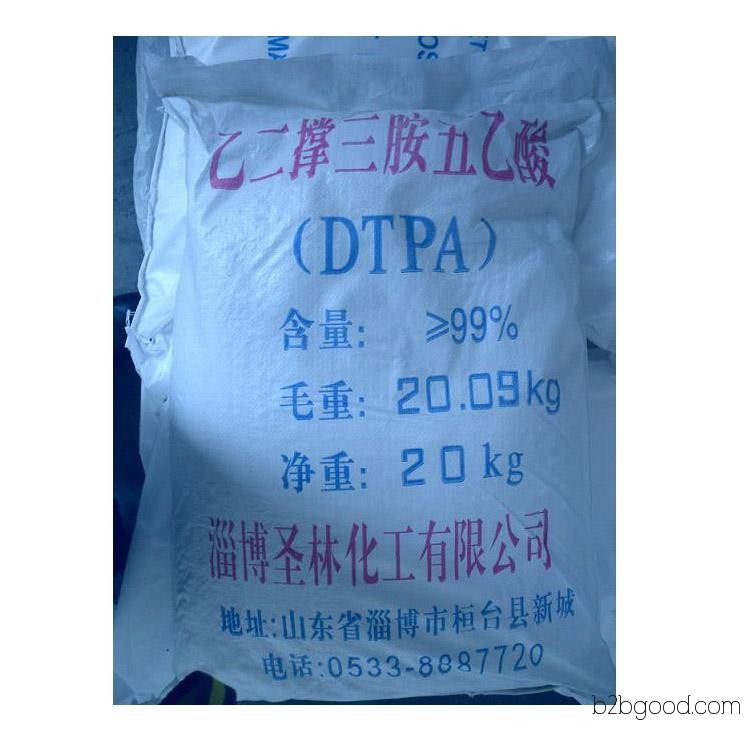 乙二撑三胺五乙酸
(DTPA)
含量: ≥99%
毛重: 20.09kg
净重: 20kg
淄博圣林化工有限公司
地址:山东省淄博市桓台县新城
电话:0533-8887720
b2bgood.com